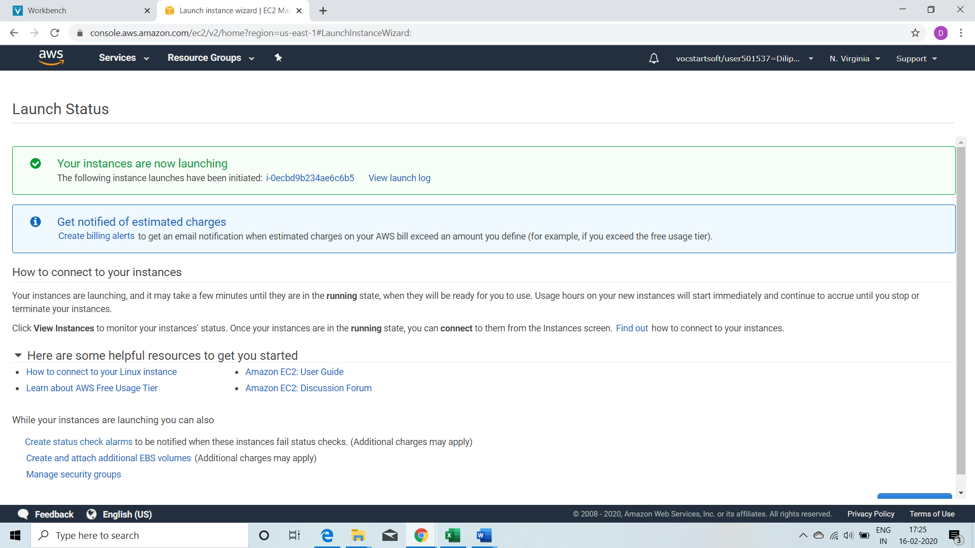 Workbench
Launch instance wizard | EC2 Ma
console.aws.amazon.com/ec2/v2/home?region=us-east-1#LaunchInstanceWizard:
D
aws
Services
Resource Groups
vocstartsoft/user501537=Dilip...
N. Virginia
Support
Launch Status
Your instances are now launching
The following instance launches have been initiated: i-0ecbd9b234ae6c6b5 View launch log
Get notified of estimated charges
Create billing alerts to get an email notification when estimated charges on your AWS bill exceed an amount you define (for example, if you exceed the free usage tier).
How to connect to your instances
Your instances are launching, and it may take a few minutes until they are in the running state, when they will be ready for you to use. Usage hours on your new instances will start immediately and continue to accrue until you stop or
terminate your instances.
Click View Instances to monitor your instances' status. Once your instances are in the running state, you can connect to them from the Instances screen. Find out how to connect to your instances.
Here are some helpful resources to get you started
• How to connect to your Linux instance
• Amazon EC2: User Guide
• Learn about AWS Free Usage Tier
• Amazon EC2: Discussion Forum
While your instances are launching you can also
Create status check alarms to be notified when these instances fail status checks. (Additional charges may apply)
Create and attach additional EBS volumes (Additional charges may apply)
Manage security groups
Feedback
English (US)
© 2008 - 2020, Amazon Web Services, Inc. or its affiliates. All rights reserved.
Privacy Policy
Terms of Use
Type here to search
ENG
IN
17:25
16-02-2020
3